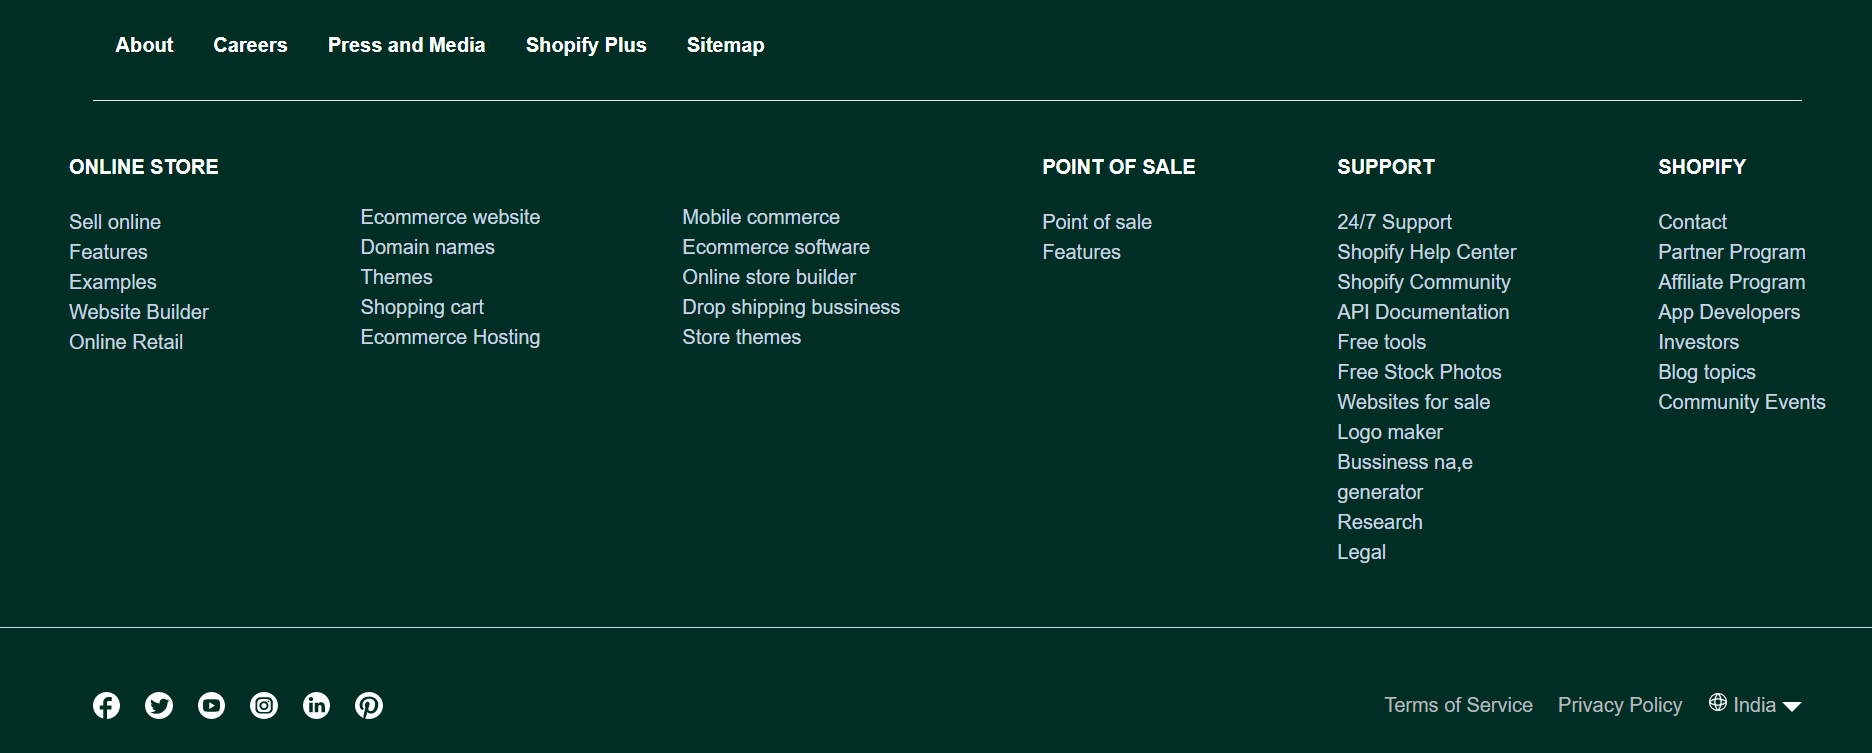 About Careers Press and Media Shopify Plus Sitemap
ONLINE STORE
Sell online
Features
Examples
Website Builder
Online Retail
Ecommerce website
Domain names
Themes
Shopping cart
Ecommerce Hosting
Mobile commerce
Ecommerce software
Online store builder
Drop shipping bussiness
Store themes
POINT OF SALE
Point of sale
Features
SUPPORT
24/7 Support
Shopify Help Center
Shopify Community
API Documentation
Free tools
Free Stock Photos
Websites for sale
Logo maker
Bussiness na,e
generator
Research
Legal
SHOPIFY
Contact
Partner Program
Affiliate Program
App Developers
Investors
Blog topics
Community Events
Terms of Service Privacy Policy India